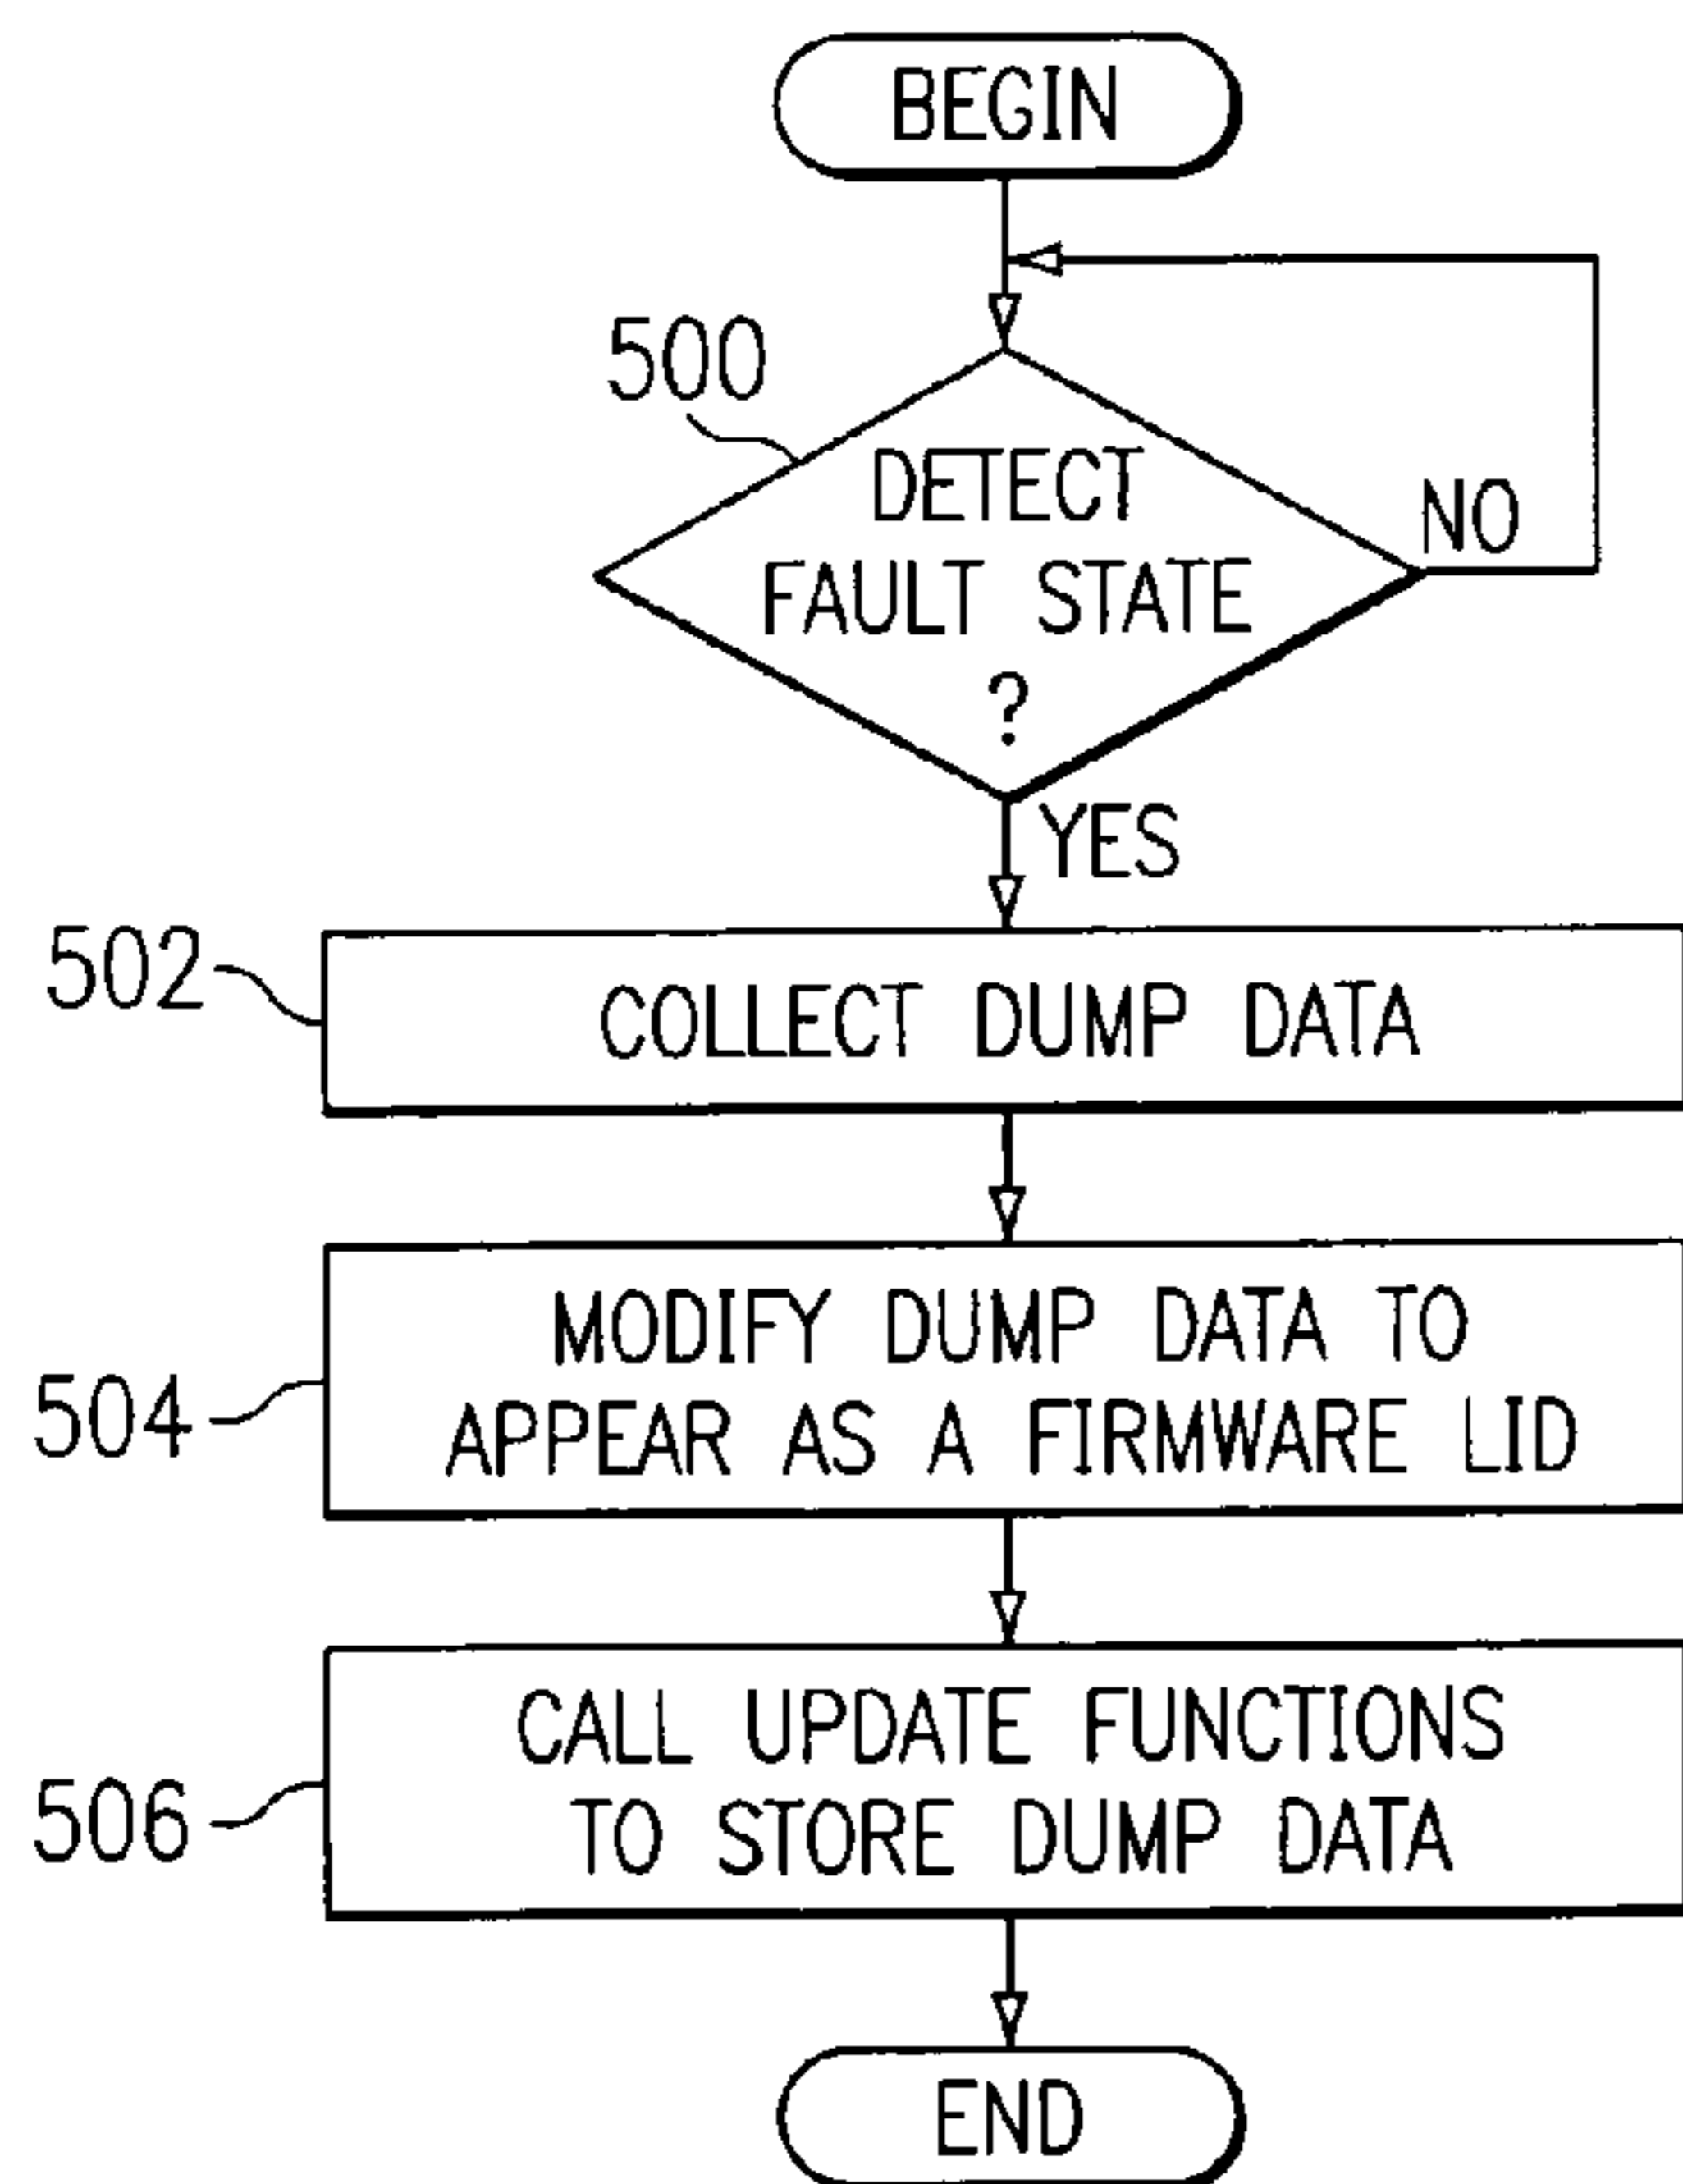 BEGIN
500
DETECT
FAULT STATE
?
NO
YES
502
COLLECT DUMP DATA
504
MODIFY DUMP DATA TO
APPEAR AS A FIRMWARE LID
506
CALL UPDATE FUNCTIONS
TO STORE DUMP DATA
END